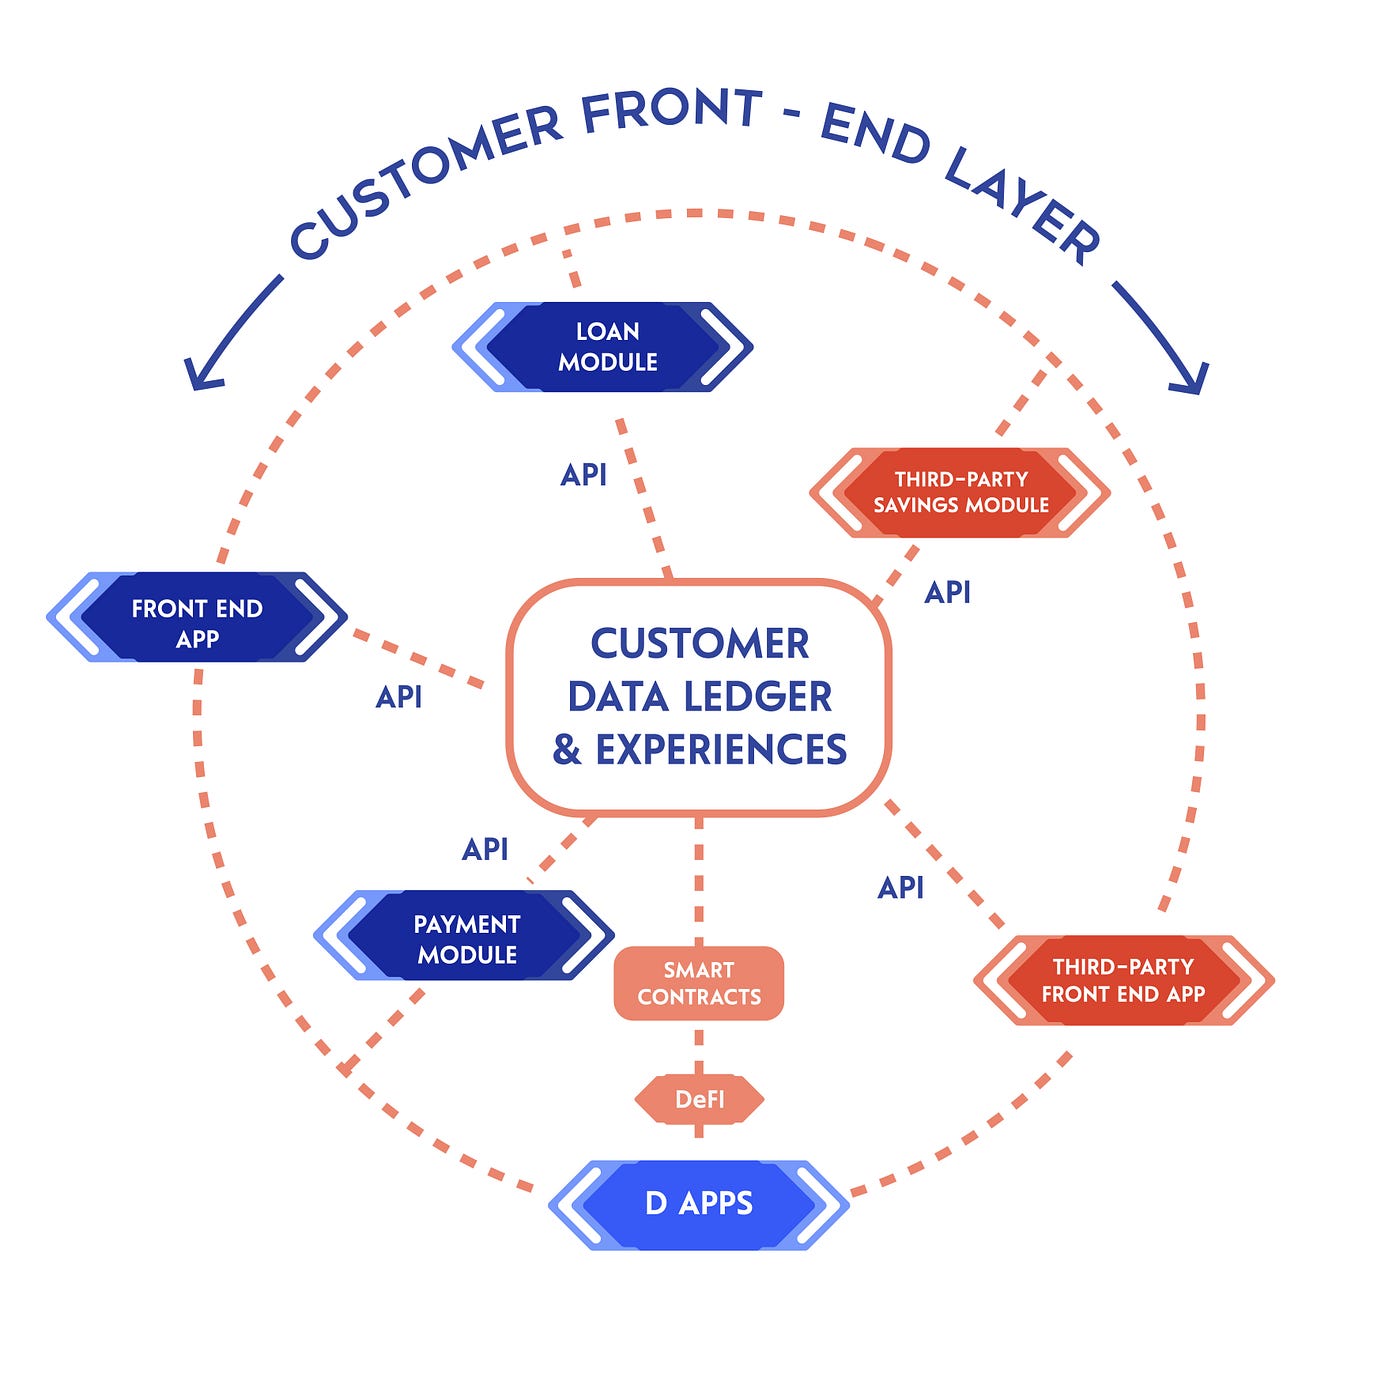 CUSTOMER FRONT - END LAYER
LOAN
MODULE
API
THIRD-PARTY
SAVINGS MODULE
API
FRONT END
APP
API
CUSTOMER
DATA LEDGER
& EXPERIENCES
API
PAYMENT
MODULE
API
SMART
CONTRACTS
THIRD-PARTY
FRONT END APP
DeFI
D APPS